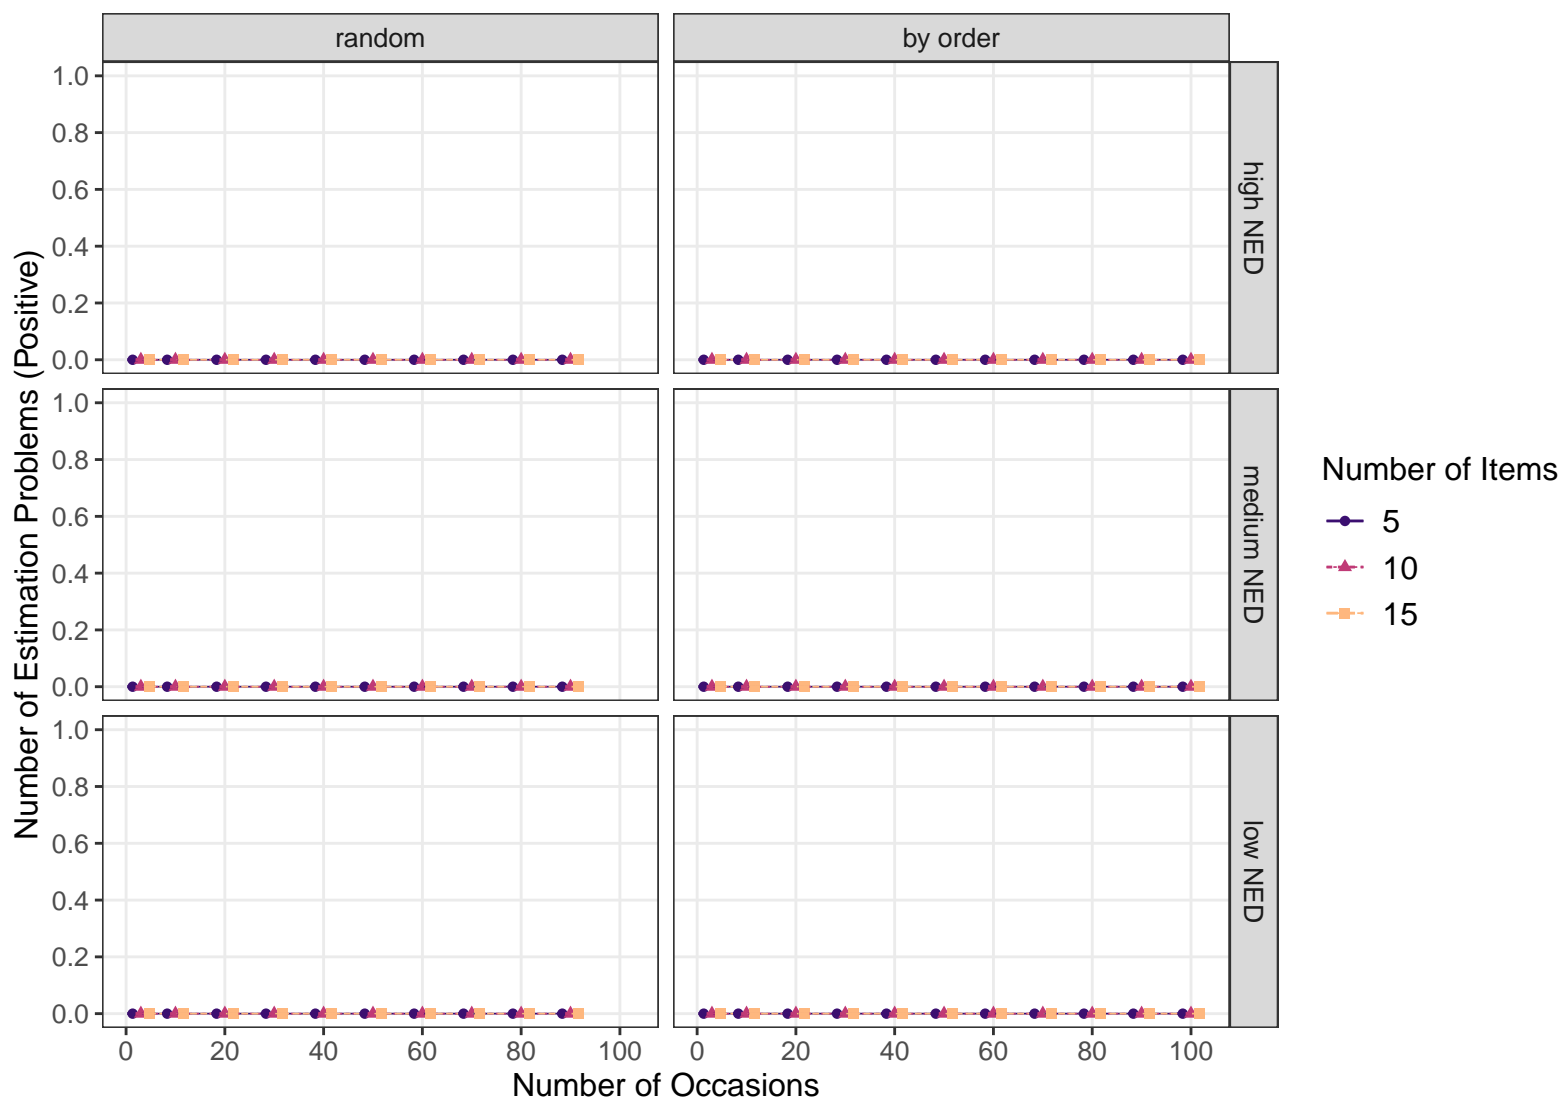 random
by order
1.0
0.8
0.6
0.4
0.2
0.0
high NED
1.0
0.8
0.6
0.4
0.2
0.0
medium NED
1.0
0.8
0.6
0.4
0.2
0.0
low NED
0 20 40 60 80 100
0 20 40 60 80 100
Number of Occasions
Number of Estimation Problems (Positive)
Number of Items
5
10
15